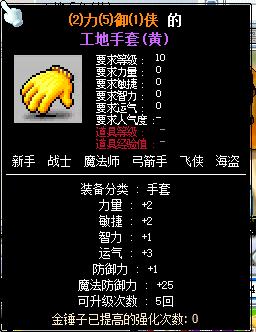 (2)力(5)御(1)侠 的
工地手套(黄)
要求等级： 10
要求力量： 0
要求敏捷： 0
要求智力： 0
要求运气： 0
要求人气度： -
道具等级： -
道具经验值： -
新手 战士 魔法师 弓箭手 飞侠 海盗
装备分类 : 手套
力量 : +2
敏捷 : +2
智力 : +1
运气 : +3
防御力 : +1
魔法防御力 : +25
可升级次数 : 5回
金锤子已提高的强化次数: 0